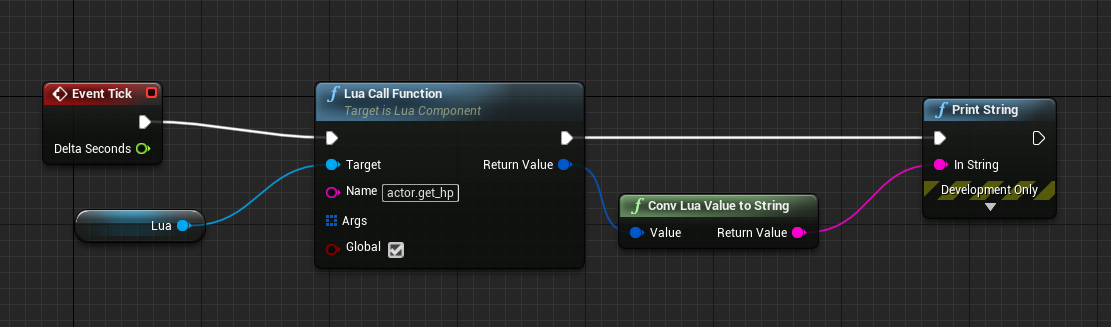 Event Tick
Delta Seconds
Lua
Lua Call Function
Target is Lua Component
Target
Return Value
Name actor.get_hp
Args
Global
Conv Lua Value to String
Value
Return Value
Print String
In String
Development Only